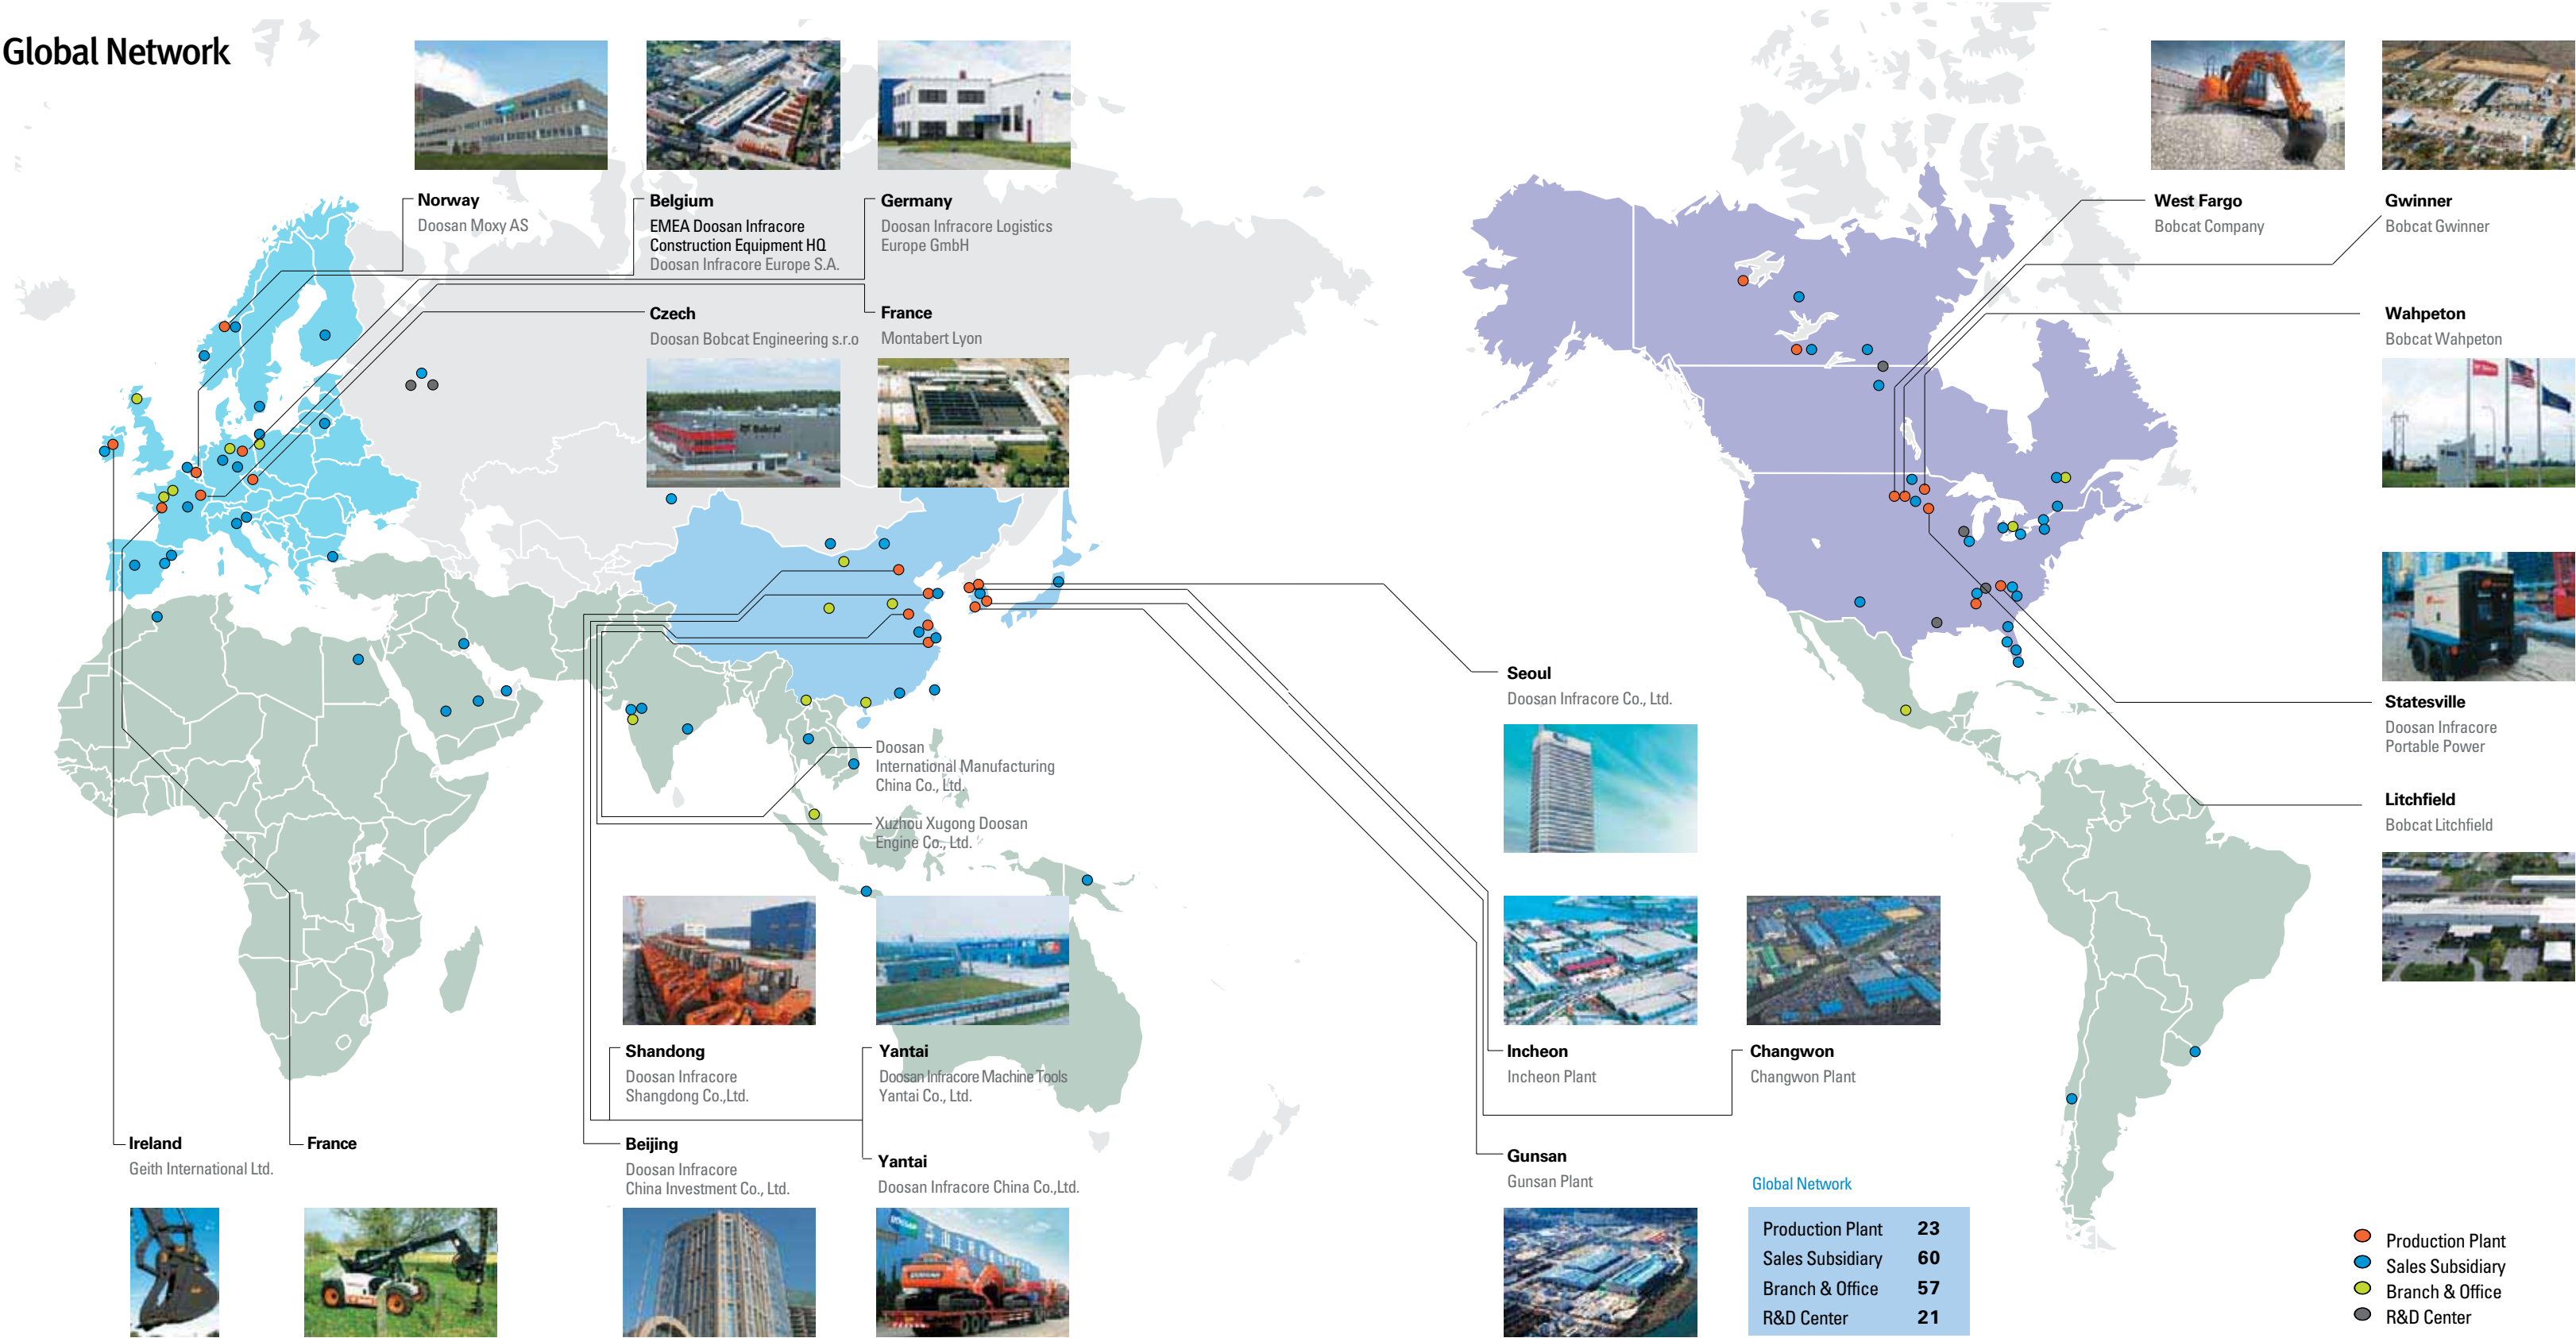 Global Network
Norway
Doosan Moxy AS
Belgium
EMEA Doosan Infracore
Construction Equipment HQ
Doosan Infracore Europe S.A.
Germany
Doosan Infracore Logistics
Europe GmbH
Czech
Doosan Bobcat Engineering s.r.o
France
Montabert Lyon
West Fargo
Bobcat Company
Gwinner
Bobcat Gwinner
Wahpeton
Bobcat Wahpeton
Statesville
Doosan Infracore
Portable Power
Litchfield
Bobcat Litchfield
Seoul
Doosan Infracore Co., Ltd.
Doosan
International Manufacturing
China Co., Ltd.
Xuzhou Xugong Doosan
Engine Co., Ltd.
Shandong
Doosan Infracore
Shangdong Co.,Ltd.
Yantai
Doosan Infracore Machine Tools
Yantai Co., Ltd.
Incheon
Incheon Plant
Changwon
Changwon Plant
Ireland
Geith International Ltd.
France
Beijing
Doosan Infracore
China Investment Co., Ltd.
Yantai
Doosan Infracore China Co.,Ltd.
Gunsan
Gunsan Plant
Global Network
Production Plant 23
Sales Subsidiary 60
Branch & Office 57
R&D Center 21
Production Plant
Sales Subsidiary
Branch & Office
R&D Center